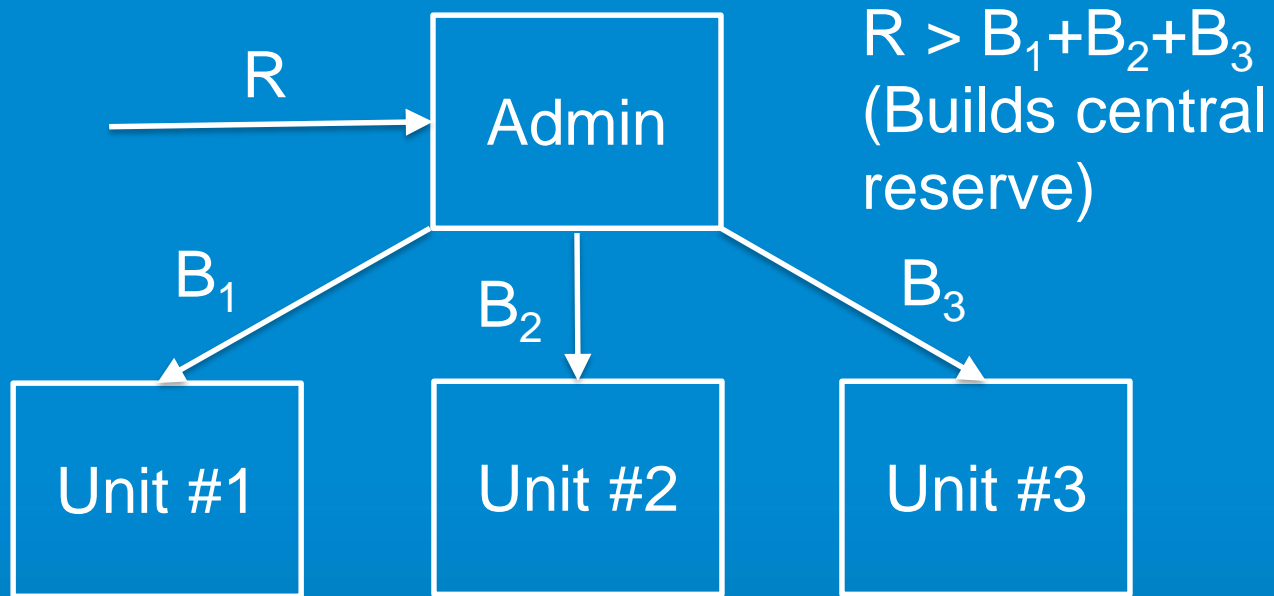 R > B₁+B₂+B₃
(Builds central
reserve)
R
Admin
B₁
B₂
B₃
Unit #1
Unit #2
Unit #3